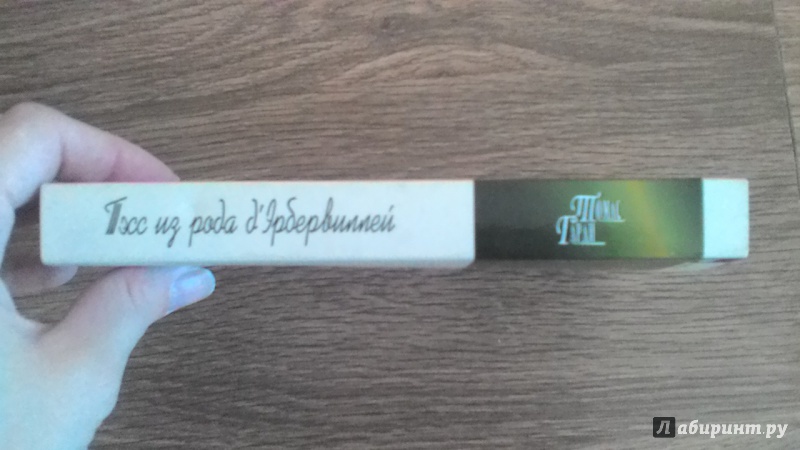 Тэсс из рода д'Эрбервиллей
Томас
Гарди
Лабиринт.ру